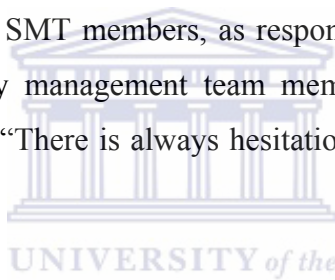 SMT members, as respon
y management team mem
“There is always hesitatio
UNIVERSITY of the